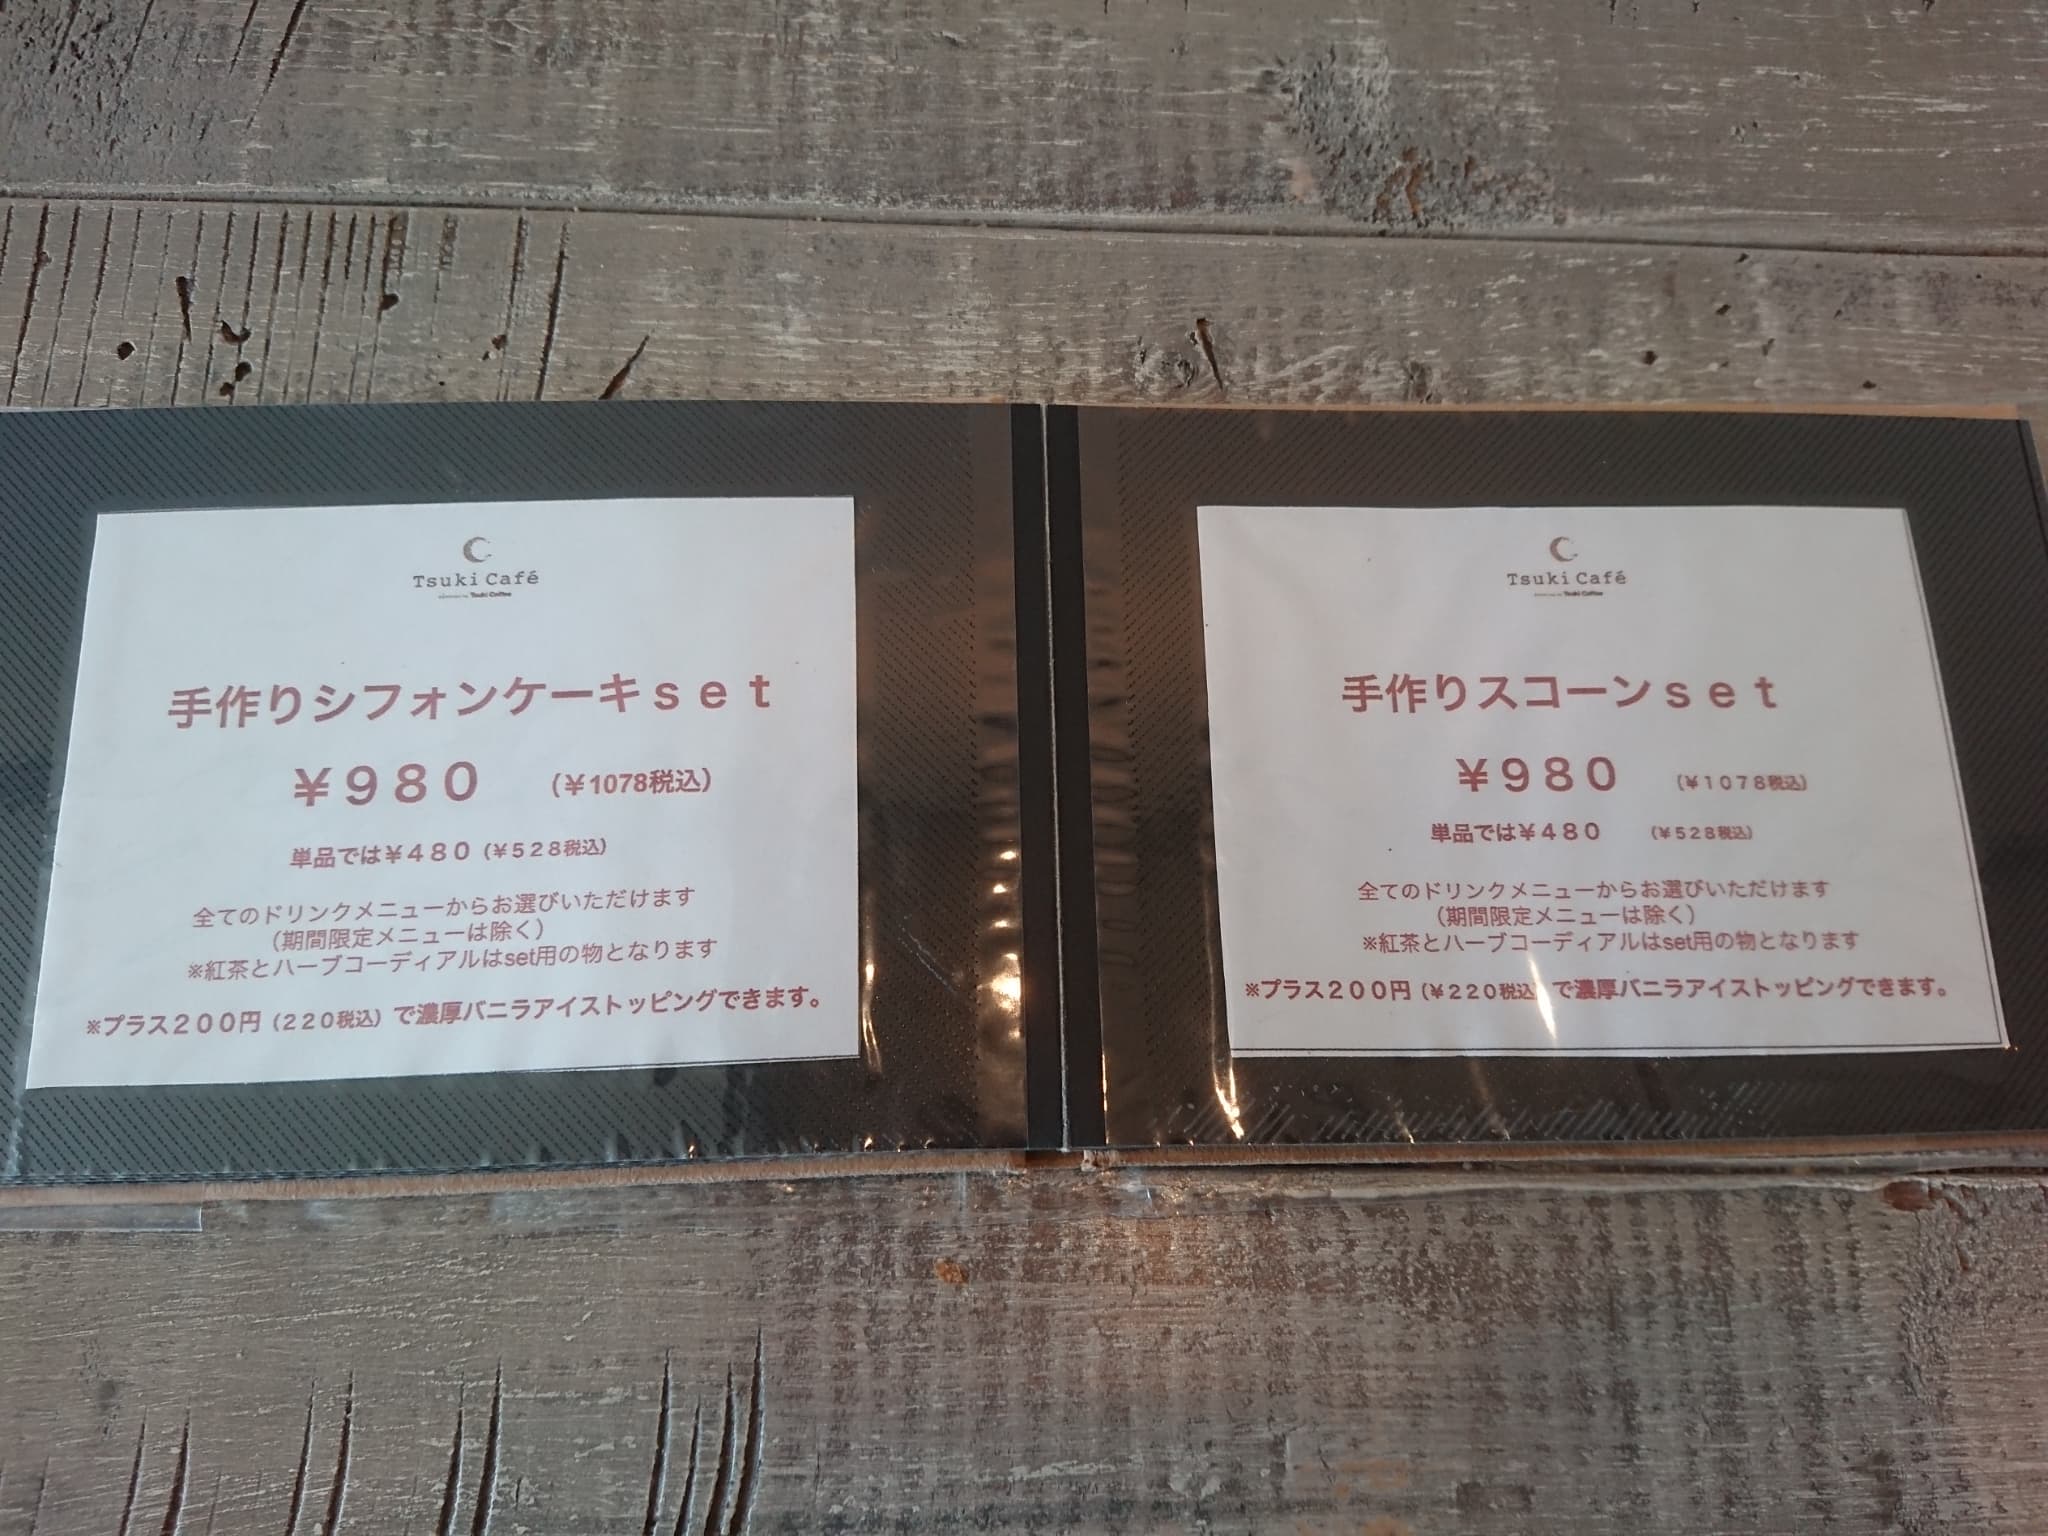 Tsuki Café
Tsuki Coffee
手作りシフォンケーキｓｅｔ
￥９８０ （￥1078税込）
単品では￥４８０（￥５２８税込）
全てのドリンクメニューからお選びいただけます
（期間限定メニューは除く）
※紅茶とハーブコーディアルはset用の物となります
※プラス２００円（２２０税込）で濃厚バニラアイストッピングできます。
Tsuki Café
Tsuki Coffee
手作りスコーンｓｅｔ
￥９８０ （￥１０７８税込）
単品では￥４８０ （￥５２８税込）
全てのドリンクメニューからお選びいただけます
（期間限定メニューは除く）
※紅茶とハーブコーディアルはset用の物となります
※プラス２００円（￥２２０税込）で濃厚バニラアイストッピングできます。